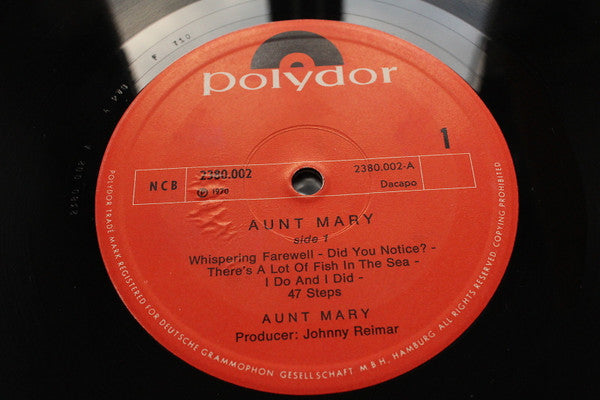 polydor
1
NCB
2380.002
℗ 1970
2380.002-A
Dacapo
AUNT MARY
side 1
Whispering Farewell - Did You Notice? -
There's A Lot Of Fish In The Sea -
I Do And I Did -
47 Steps
AUNT MARY
Producer: Johnny Reimar
POLYDOR TRADE MARK REGISTERED FOR DEUTSCHE GRAMMOPHON GESELLSCHAFT MBH, HAMBURG ALL RIGHTS RESERVED COPYING PROHIBITED